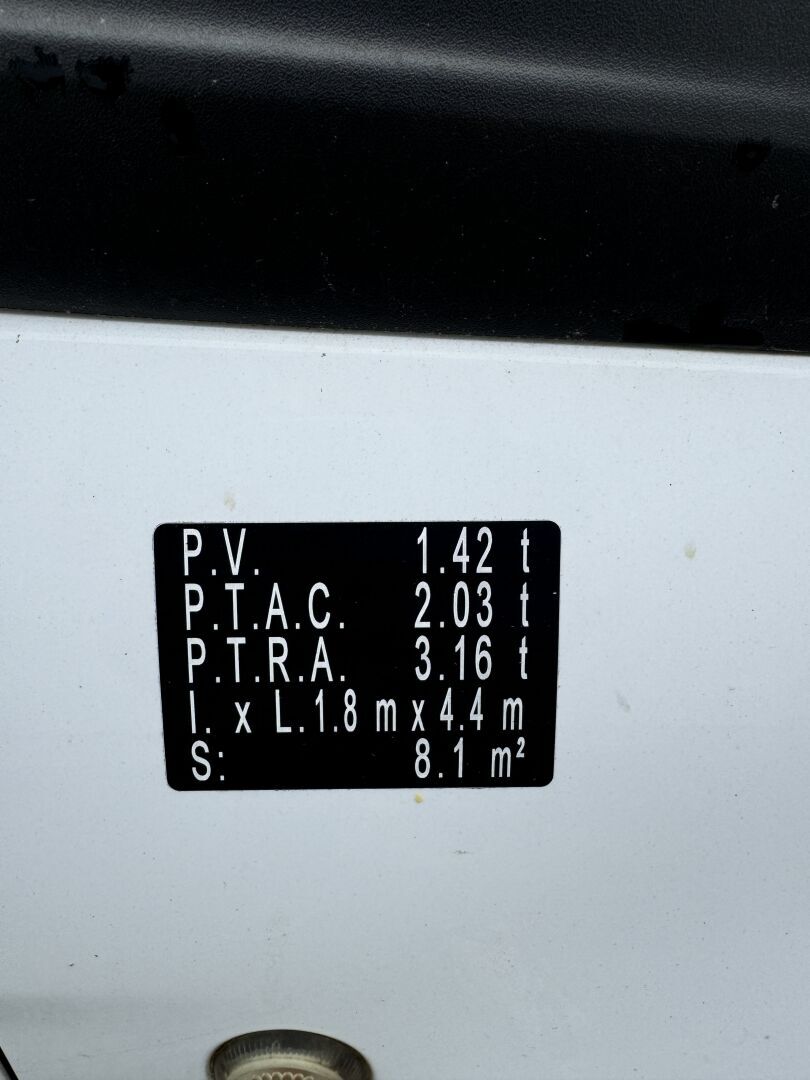 P.V. 1.42 t
P.T.A.C. 2.03 t
P.T.R.A. 3.16 t
l. x L. 1.8 m x 4.4 m
S: 8.1 m²